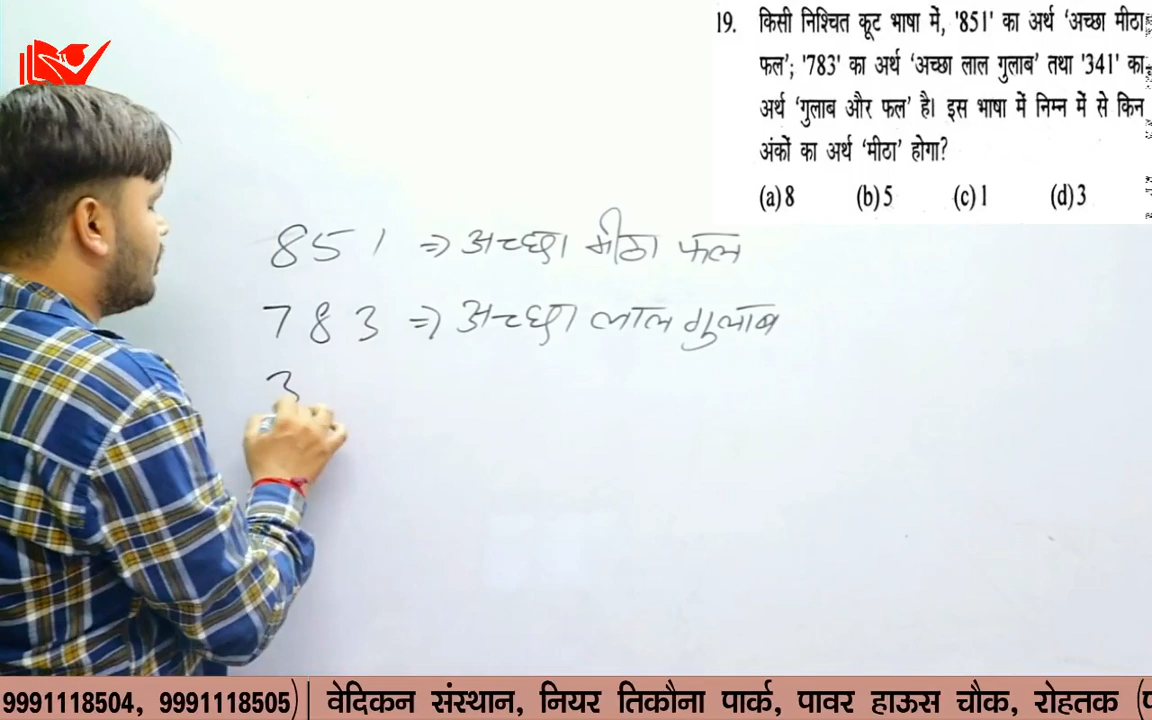 19. किसी निश्चित कूट भाषा में, '851' का अर्थ 'अच्छा मीठा
फल'; '783' का अर्थ 'अच्छा लाल गुलाब' तथा '341' का
अर्थ 'गुलाब और फल' है। इस भाषा में निम्न में से किन
अंकों का अर्थ 'मीठा' होगा?
(a) 8 (b) 5 (c) 1 (d) 3
851 ⇒ अच्छा मीठा फल
783 ⇒ अच्छा लाल गुलाब
3
9991118504, 9991118505) | वेदिकन संस्थान, नियर तिकौना पार्क, पावर हाऊस चौक, रोहतक (